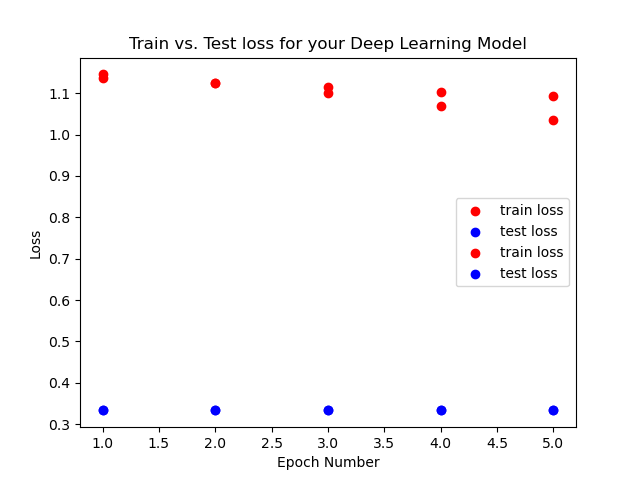 Train vs. Test loss for your Deep Learning Model
1.1
1.0
0.9
0.8
0.7
0.6
0.5
0.4
0.3
Loss
train loss
test loss
train loss
test loss
1.0 1.5 2.0 2.5 3.0 3.5 4.0 4.5 5.0
Epoch Number